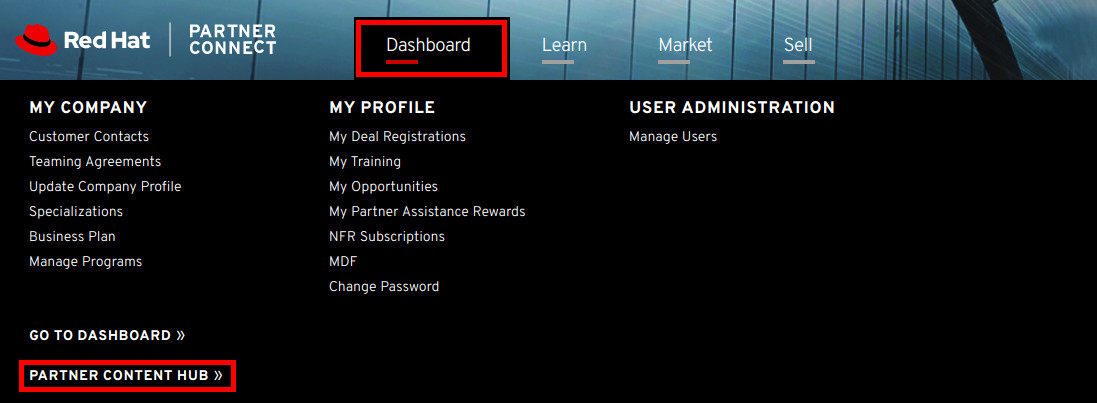 Red Hat
PARTNER
CONNECT
Dashboard
Learn
Market
Sell
MY COMPANY
Customer Contacts
Teaming Agreements
Update Company Profile
Specializations
Business Plan
Manage Programs
MY PROFILE
My Deal Registrations
My Training
My Opportunities
My Partner Assistance Rewards
NFR Subscriptions
MDF
Change Password
USER ADMINISTRATION
Manage Users
GO TO DASHBOARD »
PARTNER CONTENT HUB »